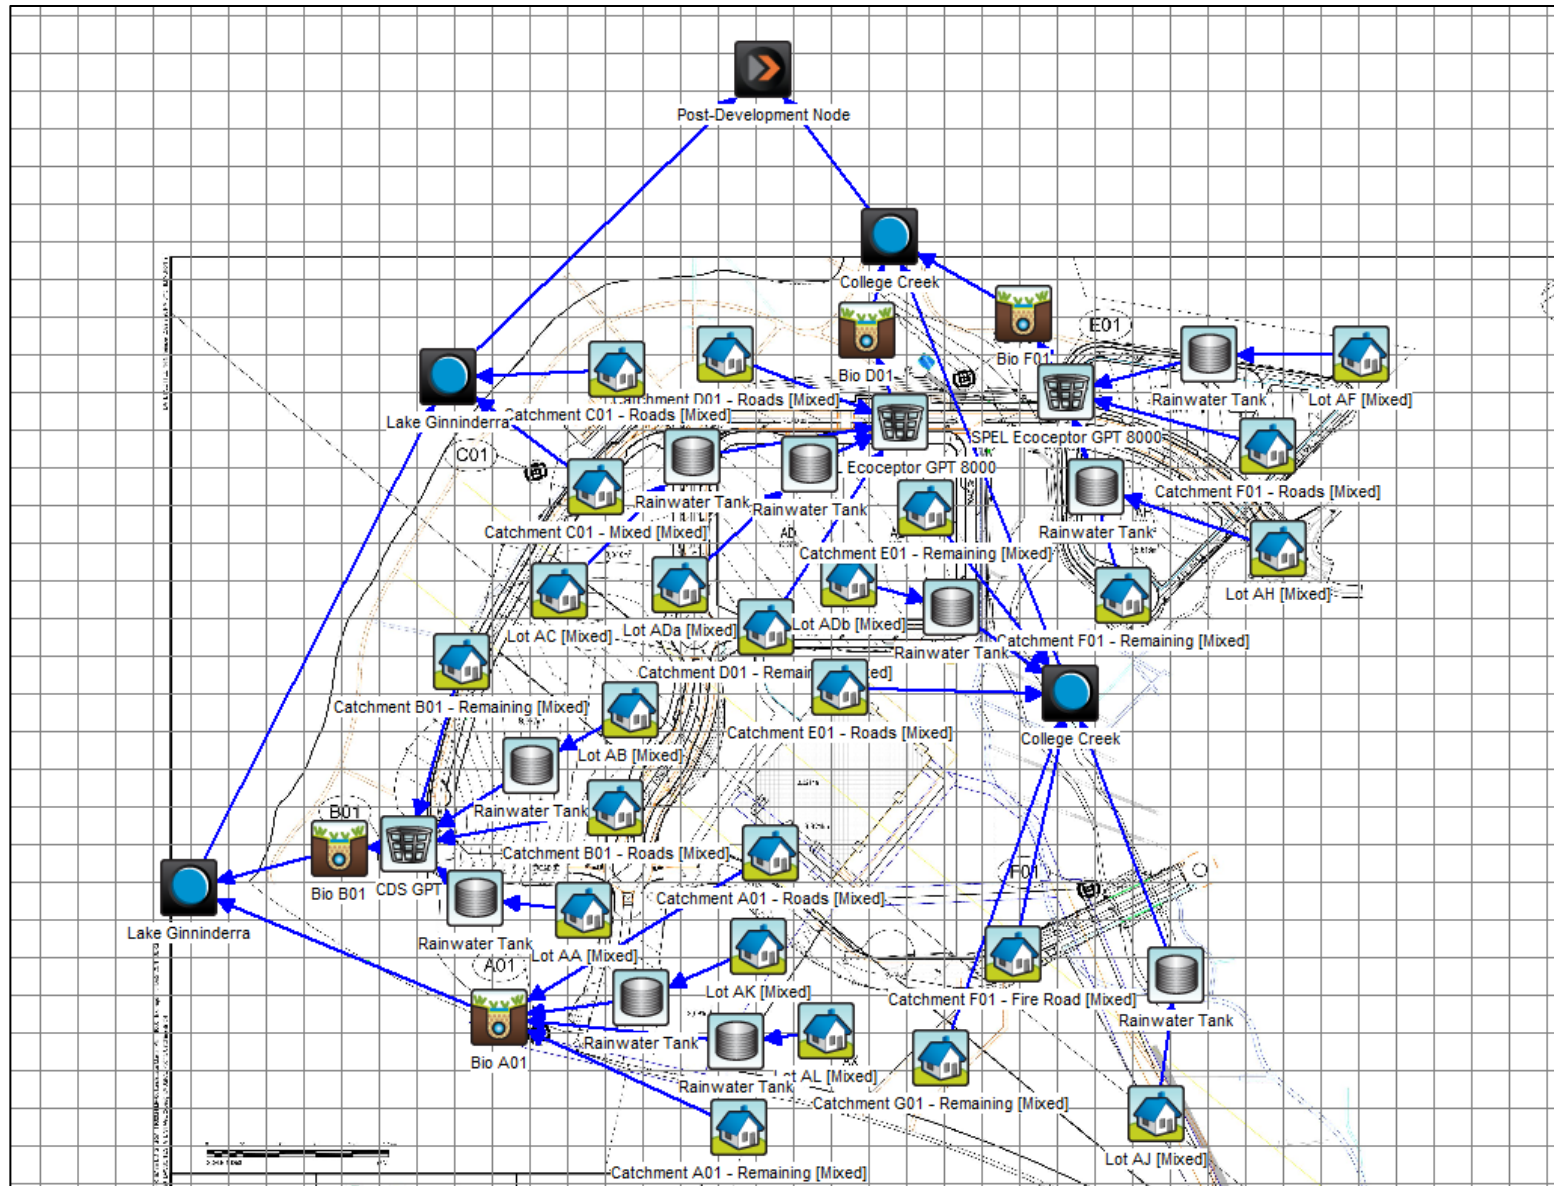 Post-Development Node
College Creek
E01
Bio F01
Bio D01
Rainwater Tank
Lot AF [Mixed]
Catchment D01 - Roads [Mixed]
Catchment C01 - Roads [Mixed]
Lake Ginninderra
SPEL Ecoceptor GPT 8000
C01
Ecoceptor GPT 8000
Rainwater Tank
Rainwater Tank
Catchment F01 - Roads [Mixed]
Catchment C01 - Mixed [Mixed]
AD
Rainwater Tank
Catchment E01 - Remaining [Mixed]
Lot AH [Mixed]
Lot AC [Mixed]
Lot ADa [Mixed]
Lot ADb [Mixed]
Catchment F01 - Remaining [Mixed]
Rainwater Tank
Catchment D01 - Remain ed]
Catchment B01 - Remaining [Mixed]
Catchment E01 - Roads [Mixed]
College Creek
Lot AB [Mixed]
Rainwater Tank
B01
Catchment B01 - Roads [Mixed]
F01
Bio B01
CDS GPT
Catchment A01 - Roads [Mixed]
Lake Ginninderra
Rainwater Tank
Lot AA [Mixed]
A01
Lot AK [Mixed]
Catchment F01 - Fire Road [Mixed]
Rainwater Tank
Rainwater Tank
Bio A01
Lot AL [Mixed]
Rainwater Tank
Catchment G01 - Remaining [Mixed]
Lot AJ [Mixed]
Catchment A01 - Remaining [Mixed]